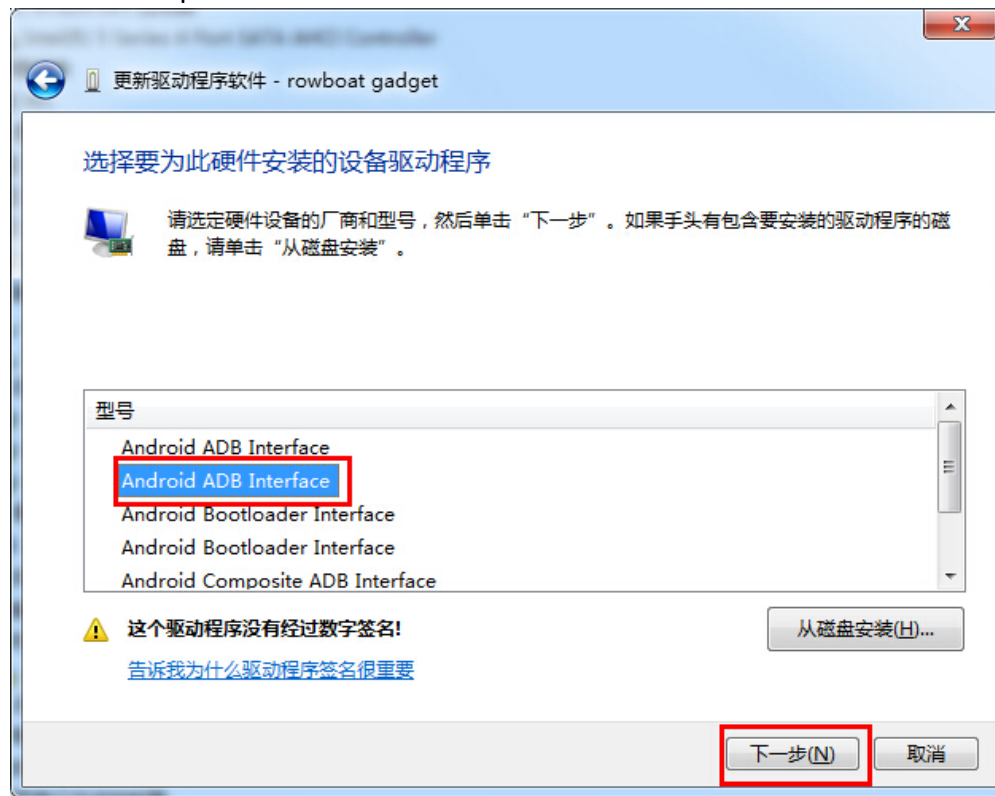 更新驱动程序软件 - rowboat gadget
选择要为此硬件安装的设备驱动程序
请选定硬件设备的厂商和型号，然后单击“下一步”。如果手头有包含要安装的驱动程序的磁
盘，请单击“从磁盘安装”。
型号
Android ADB Interface
Android ADB Interface
Android Bootloader Interface
Android Bootloader Interface
Android Composite ADB Interface
这个驱动程序没有经过数字签名!
从磁盘安装(H)...
告诉我为什么驱动程序签名很重要
下一步(N)
取消